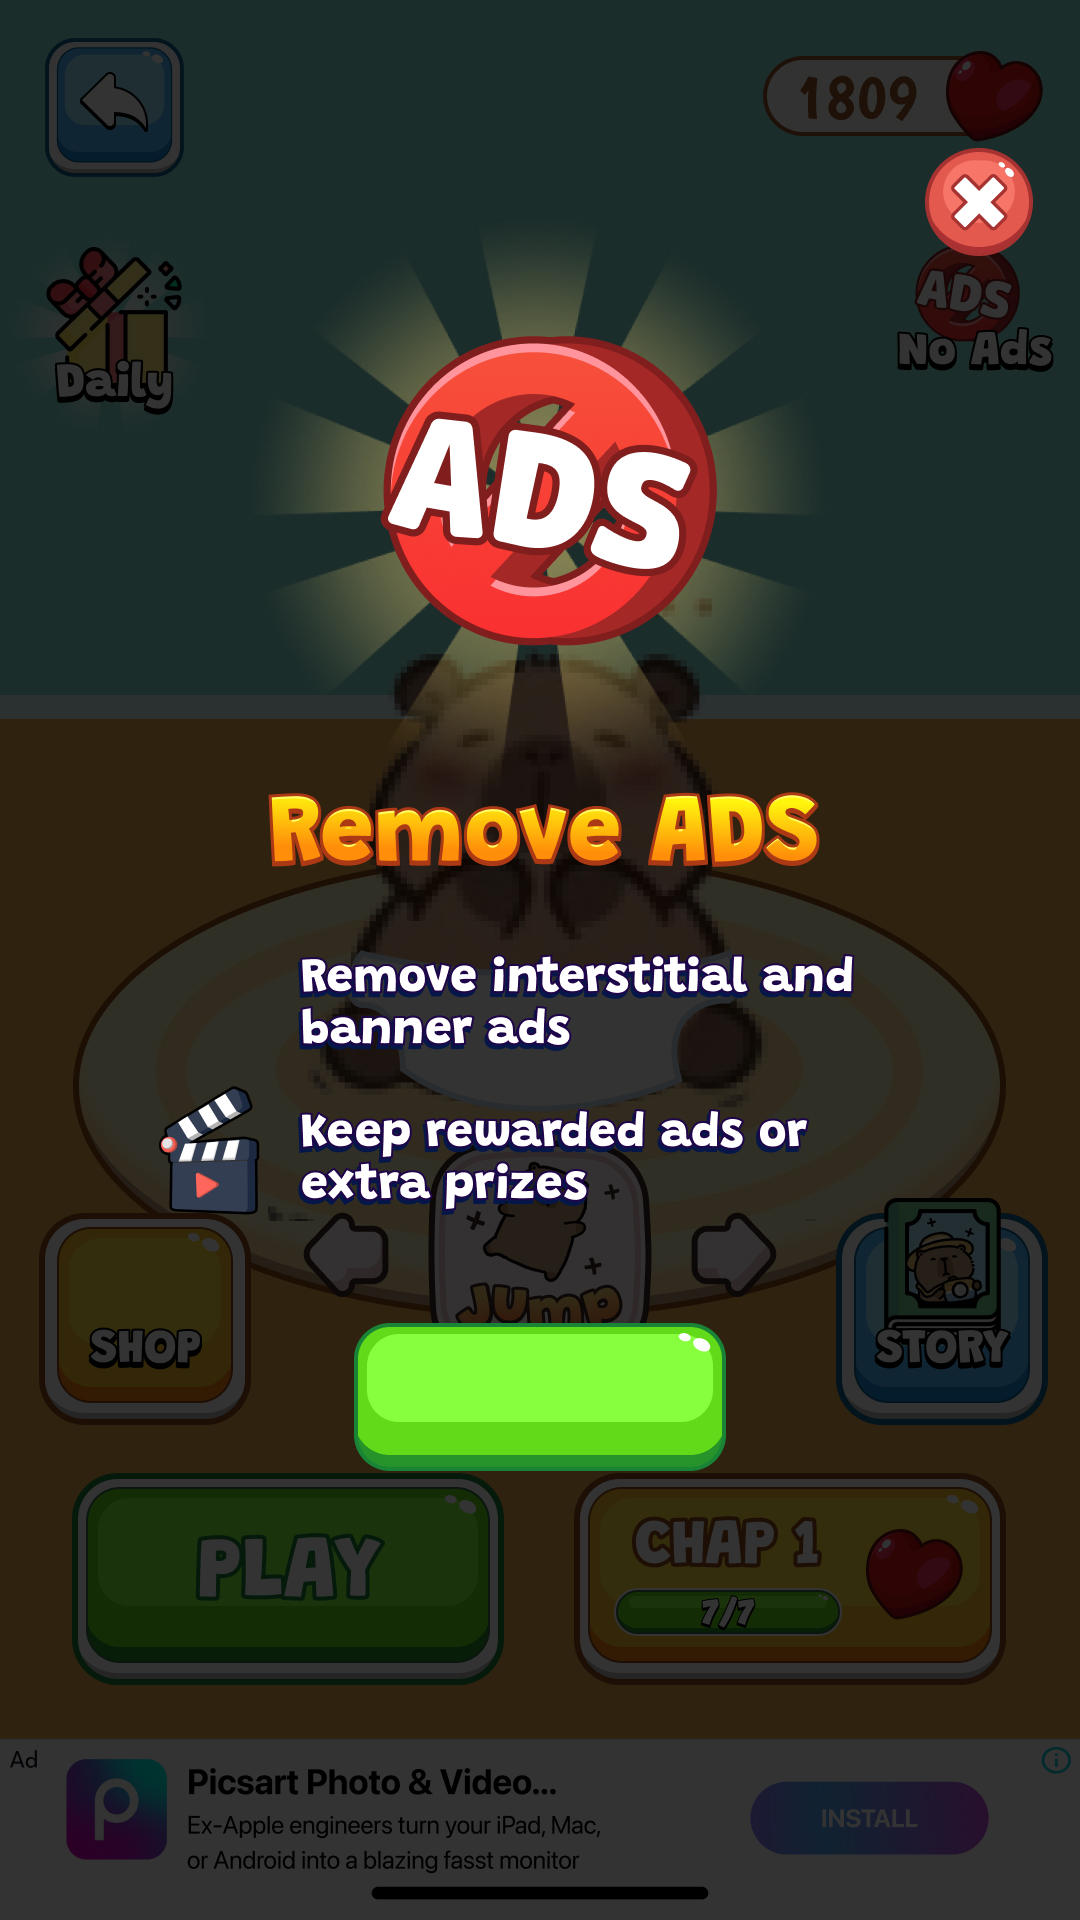 1809
ADS
No Ads
Daily
ADS
Remove ADS
Remove interstitial and
banner ads
Keep rewarded ads or
extra prizes
Jump
SHOP
STORY
PLAY
CHAP 1
7/7
Ad
Picsart Photo & Video...
Ex-Apple engineers turn your iPad, Mac,
or Android into a blazing fasst monitor
INSTALL